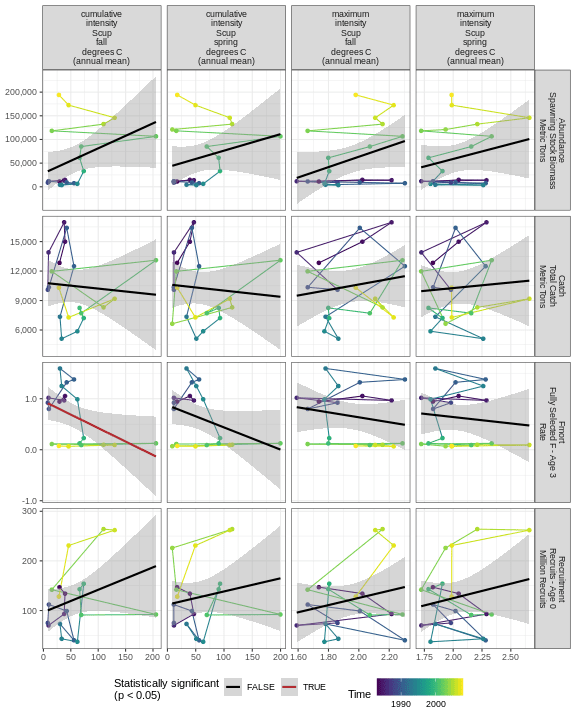 cumulative
intensity
Scup
fall
degrees C
(annual mean)
cumulative
intensity
Scup
spring
degrees C
(annual mean)
maximum
intensity
Scup
fall
degrees C
(annual mean)
maximum
intensity
Scup
spring
degrees C
(annual mean)
200,000
150,000
100,000
50,000
0
Abundance
Spawning Stock Biomass
Metric Tons
15,000
12,000
9,000
6,000
Catch
Total Catch
Metric Tons
1.0
0.0
-1.0
Fmort
Fully Selected F - Age 3
Rate
300
200
100
Recruitment
Recruits - Age 0
Million Recruits
0 50 100 150 200
0 50 100 150 200
1.60 1.80 2.00 2.20
1.75 2.00 2.25 2.50
Statistically significant
(p < 0.05)
FALSE
TRUE
Time
1990 2000